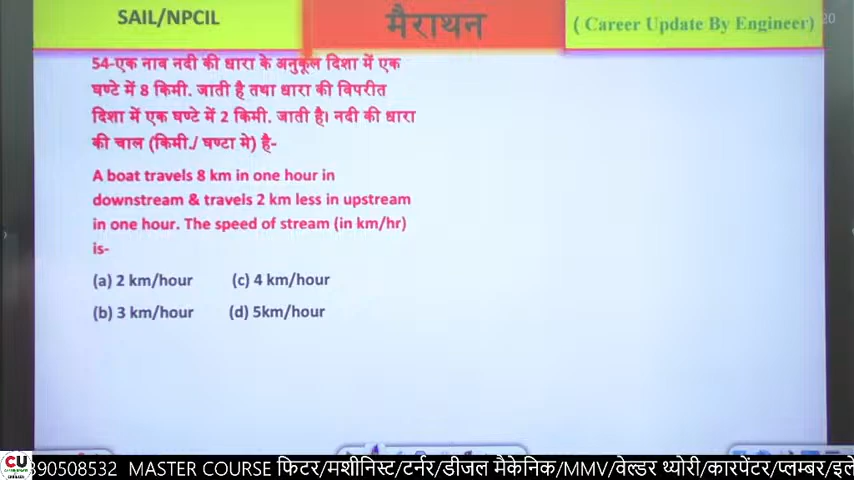 SAIL/NPCIL
मैराथन
( Career Update By Engineer)
20
54-एक नाव नदी की धारा के अनुकूल दिशा में एक
घण्टे में 8 किमी. जाती है तथा धारा की विपरीत
दिशा में एक घण्टे में 2 किमी. जाती है। नदी की धारा
की चाल (किमी./ घण्टा मे) है-
A boat travels 8 km in one hour in
downstream & travels 2 km less in upstream
in one hour. The speed of stream (in km/hr)
is-
(a) 2 km/hour (c) 4 km/hour
(b) 3 km/hour (d) 5km/hour
CU
390508532 MASTER COURSE फिटर/मशीनिस्ट/टर्नर/डीजल मैकेनिक/MMV/वेल्डर थ्योरी/कारपेंटर/प्लम्बर/इले